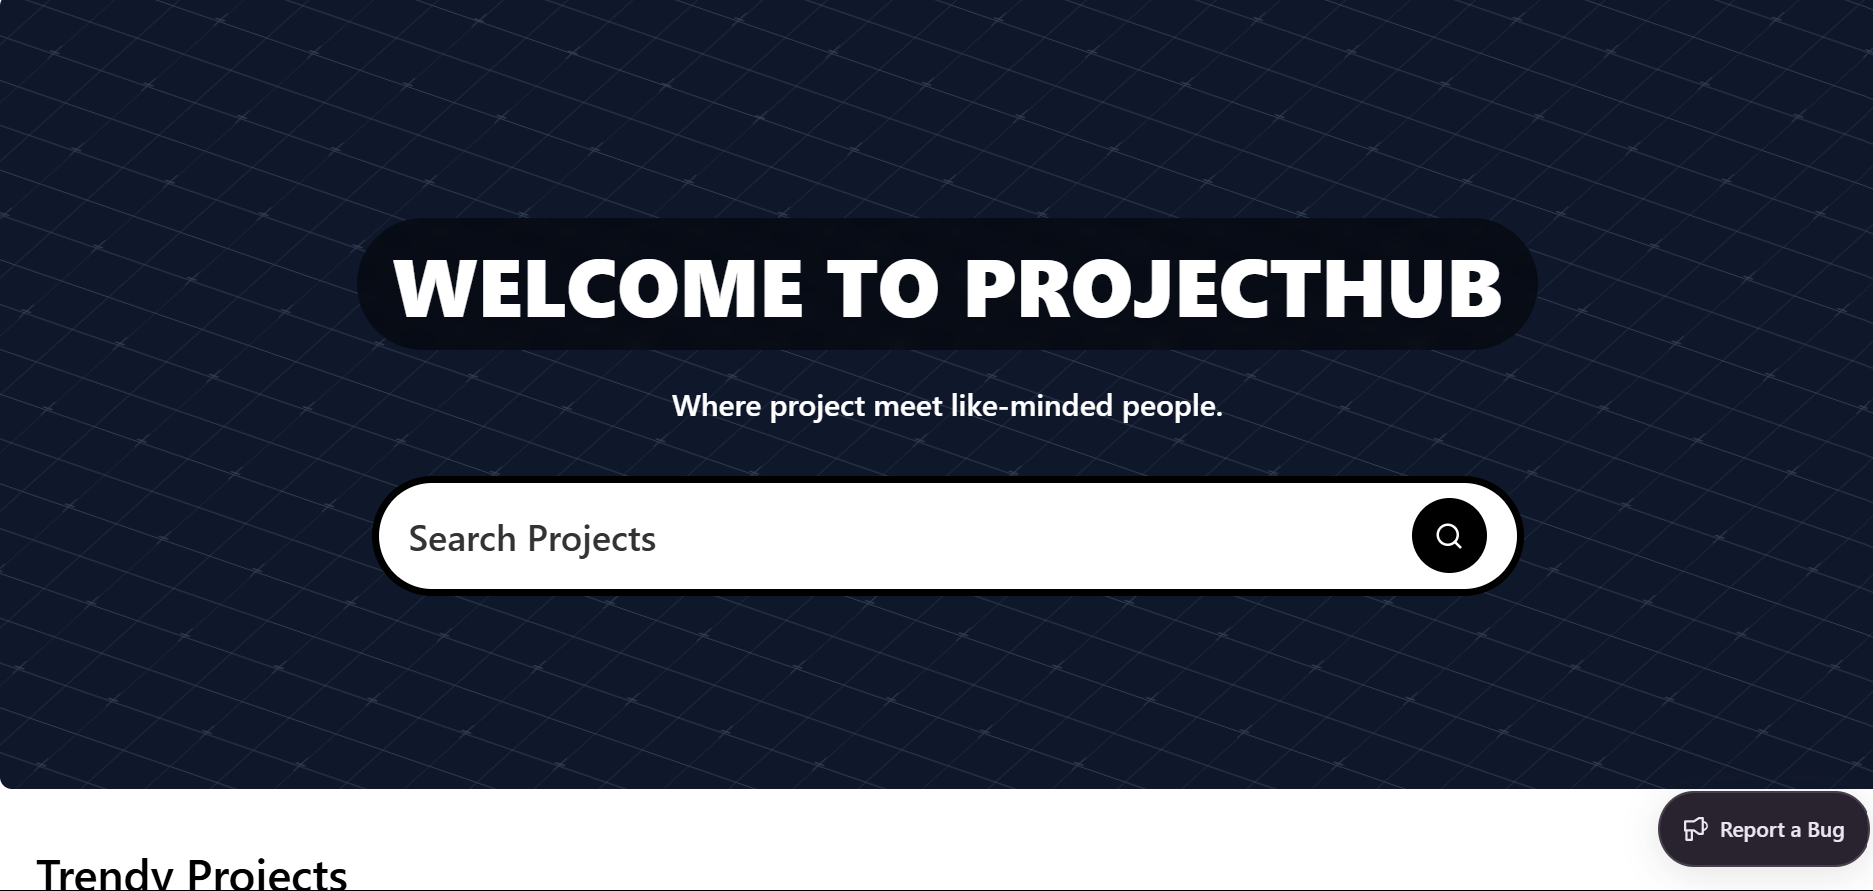 WELCOME TO PROJECTHUB
Where project meet like-minded people.
Search Projects
Report a Bug
Trendy Projects